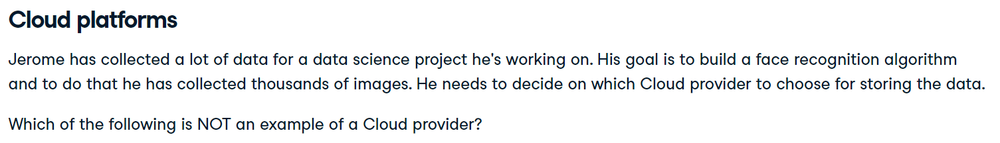 Cloud platforms
Jerome has collected a lot of data for a data science project he's working on. His goal is to build a face recognition algorithm
and to do that he has collected thousands of images. He needs to decide on which Cloud provider to choose for storing the data.
Which of the following is NOT an example of a Cloud provider?